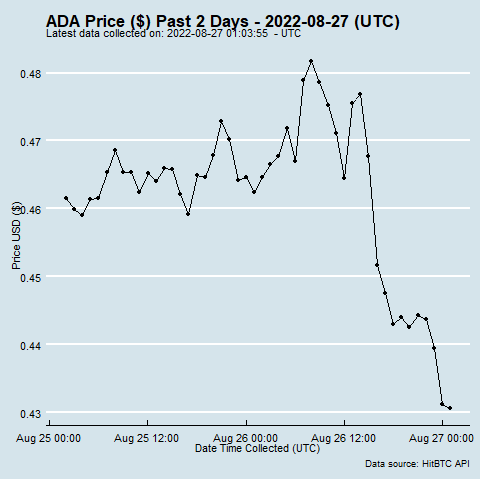 ADA Price ($) Past 2 Days - 2022-08-27 (UTC)
Latest data collected on: 2022-08-27 01:03:55 - UTC
0.48
0.47
0.46
0.45
0.44
0.43
Price USD ($)
Aug 25 00:00 Aug 25 12:00 Aug 26 00:00 Aug 26 12:00 Aug 27 00:00
Date Time Collected (UTC)
Data source: HitBTC API